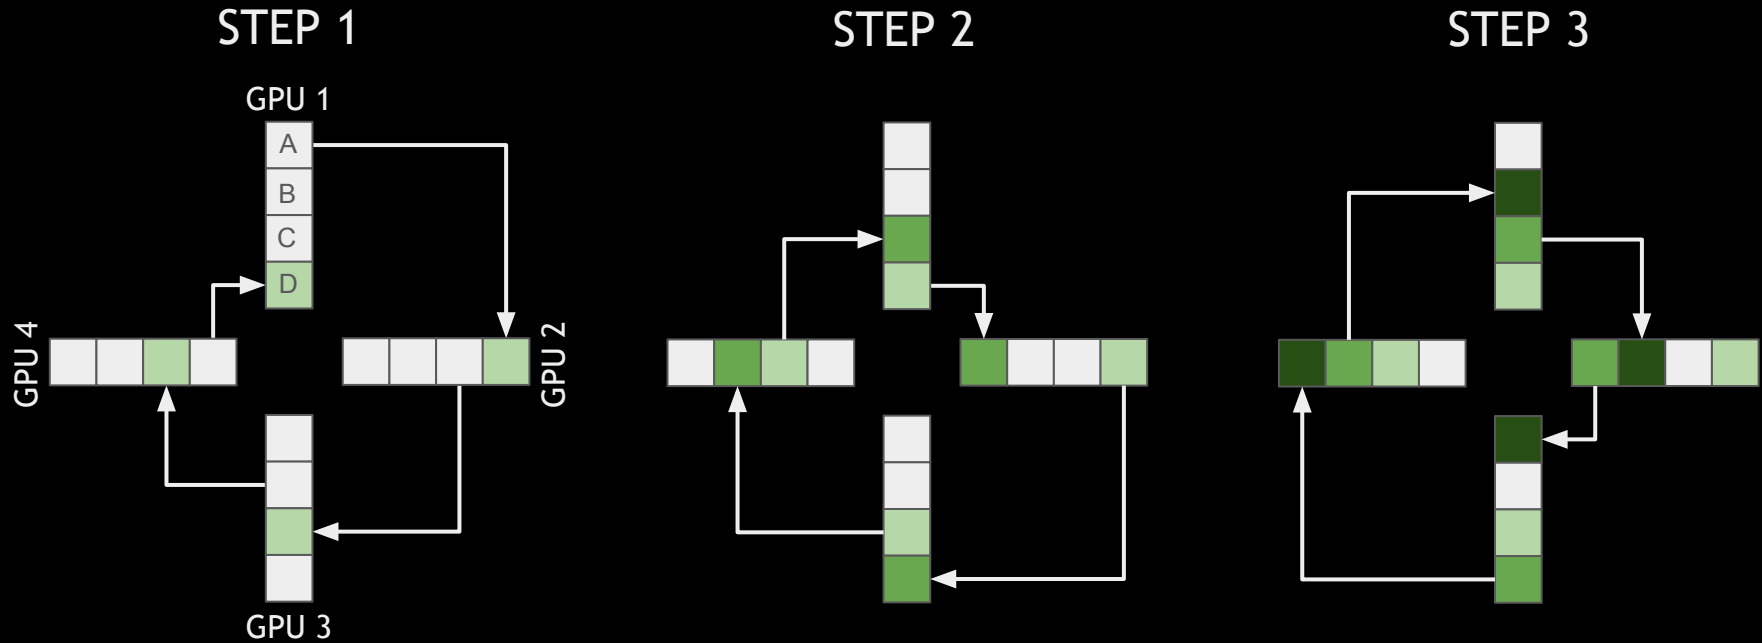 STEP 1
STEP 2
STEP 3
GPU 1
A
B
C
D
GPU 4
GPU 2
GPU 3